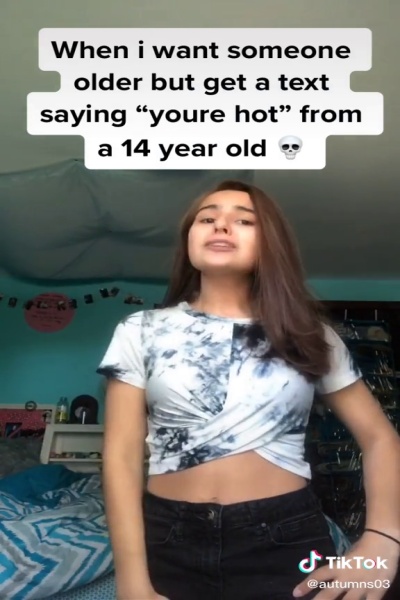 When i want someone
older but get a text
saying “youre hot” from
a 14 year old 💀
TikTok
@autumns03